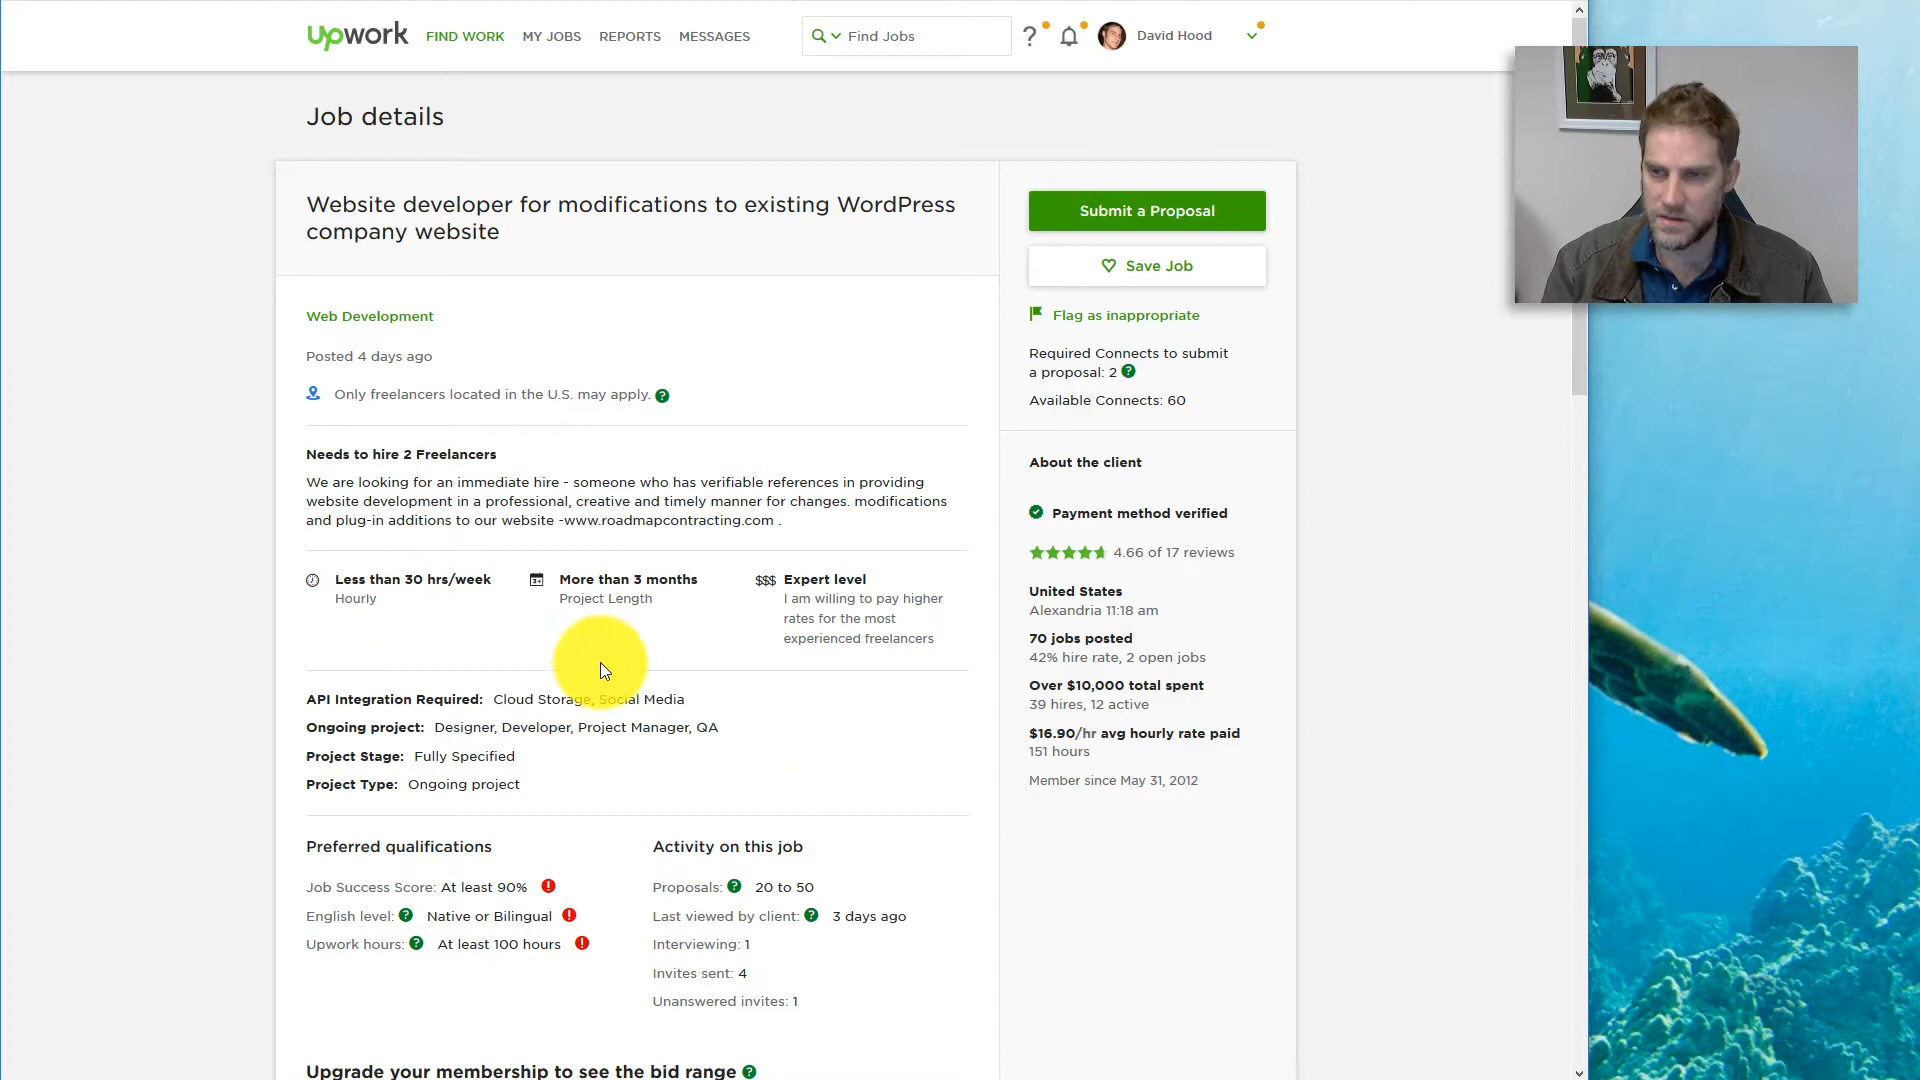 Upwork FIND WORK MY JOBS REPORTS MESSAGES Find Jobs ? David Hood
Job details
Website developer for modifications to existing WordPress
company website
Web Development
Posted 4 days ago
Only freelancers located in the U.S. may apply. ?
Needs to hire 2 Freelancers
We are looking for an immediate hire - someone who has verifiable references in providing
website development in a professional, creative and timely manner for changes. modifications
and plug-in additions to our website -www.roadmapcontracting.com .
Less than 30 hrs/week
Hourly
More than 3 months
Project Length
$$$ Expert level
I am willing to pay higher
rates for the most
experienced freelancers
API Integration Required: Cloud Storage, Social Media
Ongoing project: Designer, Developer, Project Manager, QA
Project Stage: Fully Specified
Project Type: Ongoing project
Preferred qualifications
Job Success Score: At least 90% !
English level: ? Native or Bilingual !
Upwork hours: ? At least 100 hours !
Activity on this job
Proposals: ? 20 to 50
Last viewed by client: ? 3 days ago
Interviewing: 1
Invites sent: 4
Unanswered invites: 1
Upgrade your membership to see the bid range ?
Submit a Proposal
Save Job
Flag as inappropriate
Required Connects to submit
a proposal: 2 ?
Available Connects: 60
About the client
Payment method verified
4.66 of 17 reviews
United States
Alexandria 11:18 am
70 jobs posted
42% hire rate, 2 open jobs
Over $10,000 total spent
39 hires, 12 active
$16.90/hr avg hourly rate paid
151 hours
Member since May 31, 2012